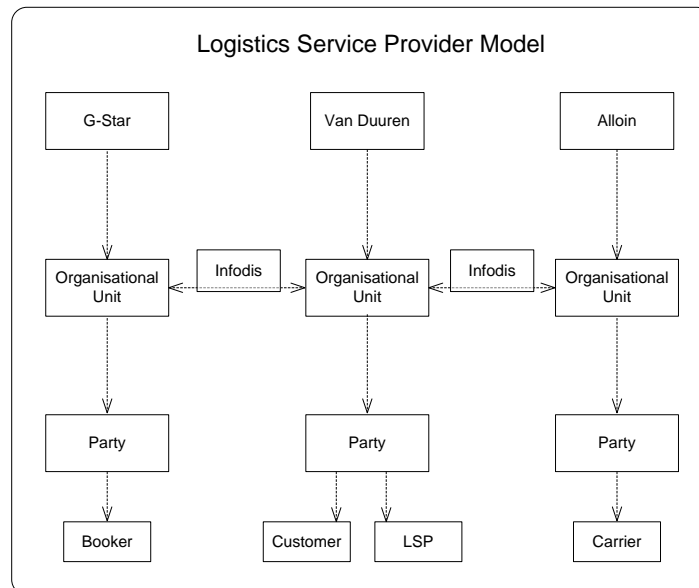 Logistics Service Provider Model
G-Star
Van Duuren
Alloin
Infodis
Infodis
Organisational
Unit
Organisational
Unit
Organisational
Unit
Party
Party
Party
Booker
Customer
LSP
Carrier